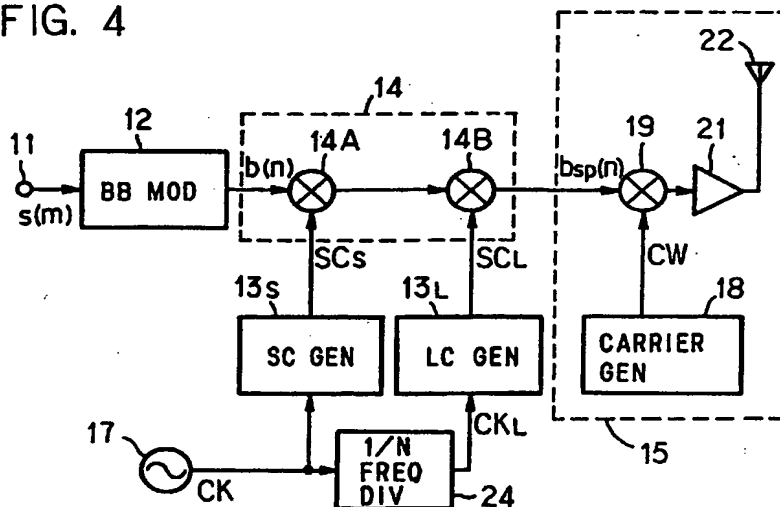 FIG. 4
22
14
12
19
21
11
14A
14B
b(n)
bsp(n)
BB MOD
s(m)
SCs
SCL
CW
13s
13L
18
SC GEN
LC GEN
CARRIER
GEN
17
CKL
1/N
FREQ
DIV
15
CK
24